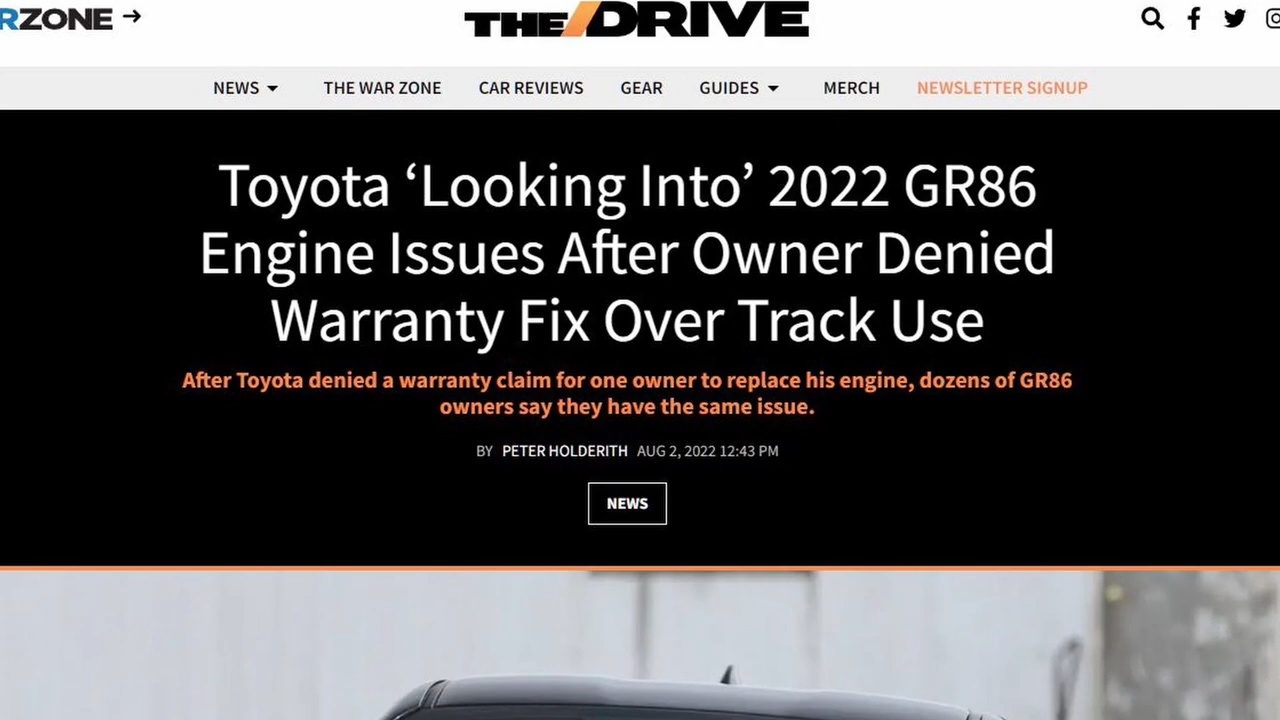 RZONE →
THE DRIVE
NEWS
THE WAR ZONE
CAR REVIEWS
GEAR
GUIDES
MERCH
NEWSLETTER SIGNUP
Toyota ‘Looking Into’ 2022 GR86
Engine Issues After Owner Denied
Warranty Fix Over Track Use
After Toyota denied a warranty claim for one owner to replace his engine, dozens of GR86
owners say they have the same issue.
BY PETER HOLDERITH AUG 2, 2022 12:43 PM
NEWS